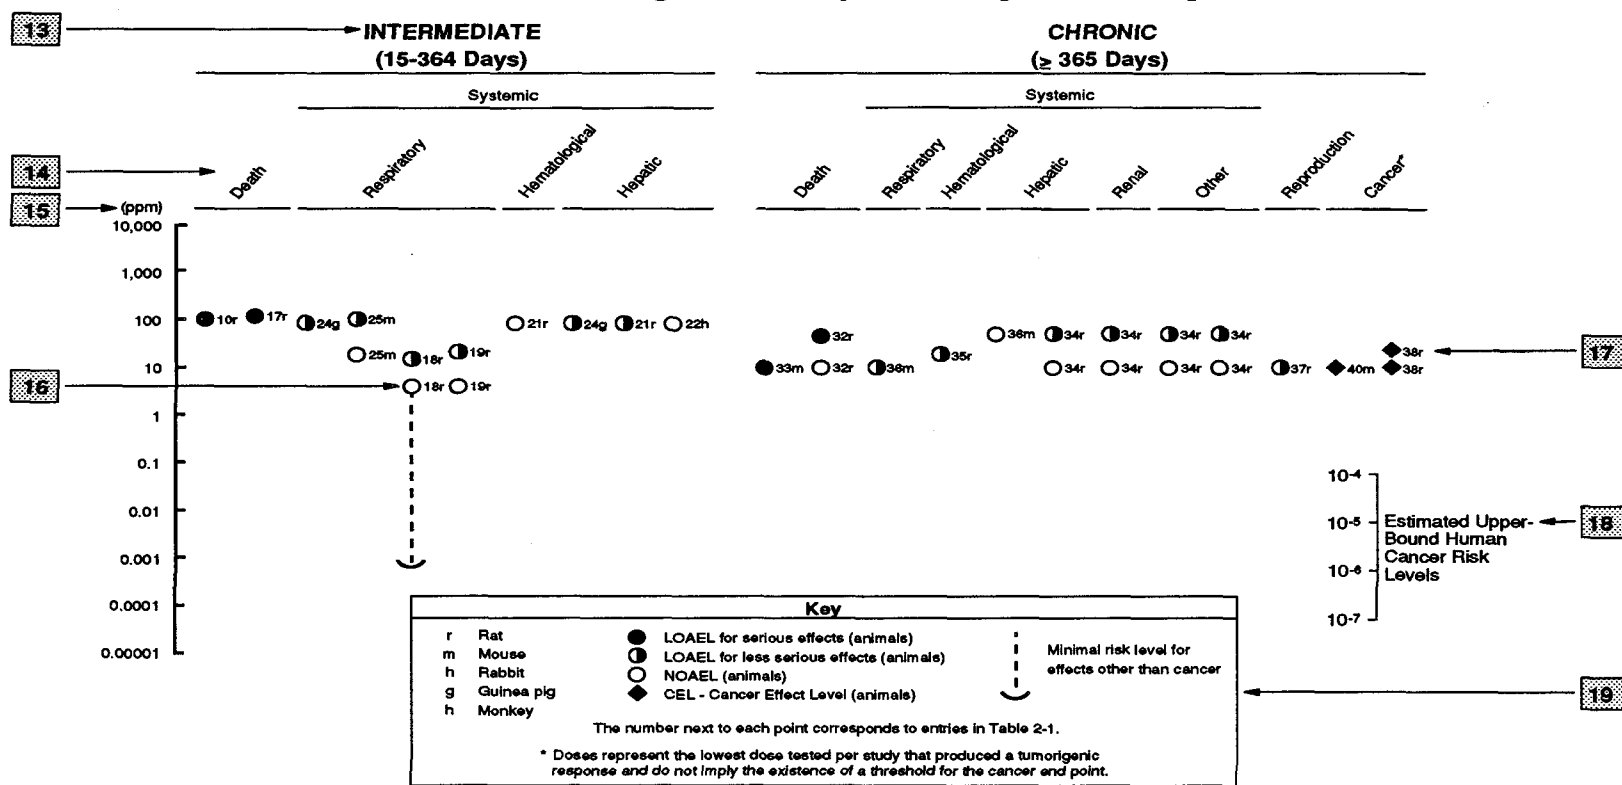 13
INTERMEDIATE
(15-364 Days)
CHRONIC
(≥ 365 Days)
Systemic
Systemic
14
Death
Respiratory
Hematological
Hepatic
Death
Respiratory
Hematological
Hepatic
Renal
Other
Reproduction
Cancer*
15
(ppm)
10,000
1,000
100
10
1
0.1
0.01
0.001
0.0001
0.00001
10r
17r
24g
25m
21r
24g
21r
22h
25m
18r
19r
18r
19r
16
32r
36m
34r
34r
34r
34r
38r
17
33m
32r
36m
35r
34r
34r
34r
34r
37r
40m
38r
10-4
10-5
10-6
10-7
Estimated Upper-
Bound Human
Cancer Risk
Levels
18
Key
r Rat
m Mouse
h Rabbit
g Guinea pig
h Monkey
LOAEL for serious effects (animals)
LOAEL for less serious effects (animals)
NOAEL (animals)
CEL - Cancer Effect Level (animals)
Minimal risk level for
effects other than cancer
19
The number next to each point corresponds to entries in Table 2-1.
* Doses represent the lowest dose tested per study that produced a tumorigenic
response and do not imply the existence of a threshold for the cancer end point.